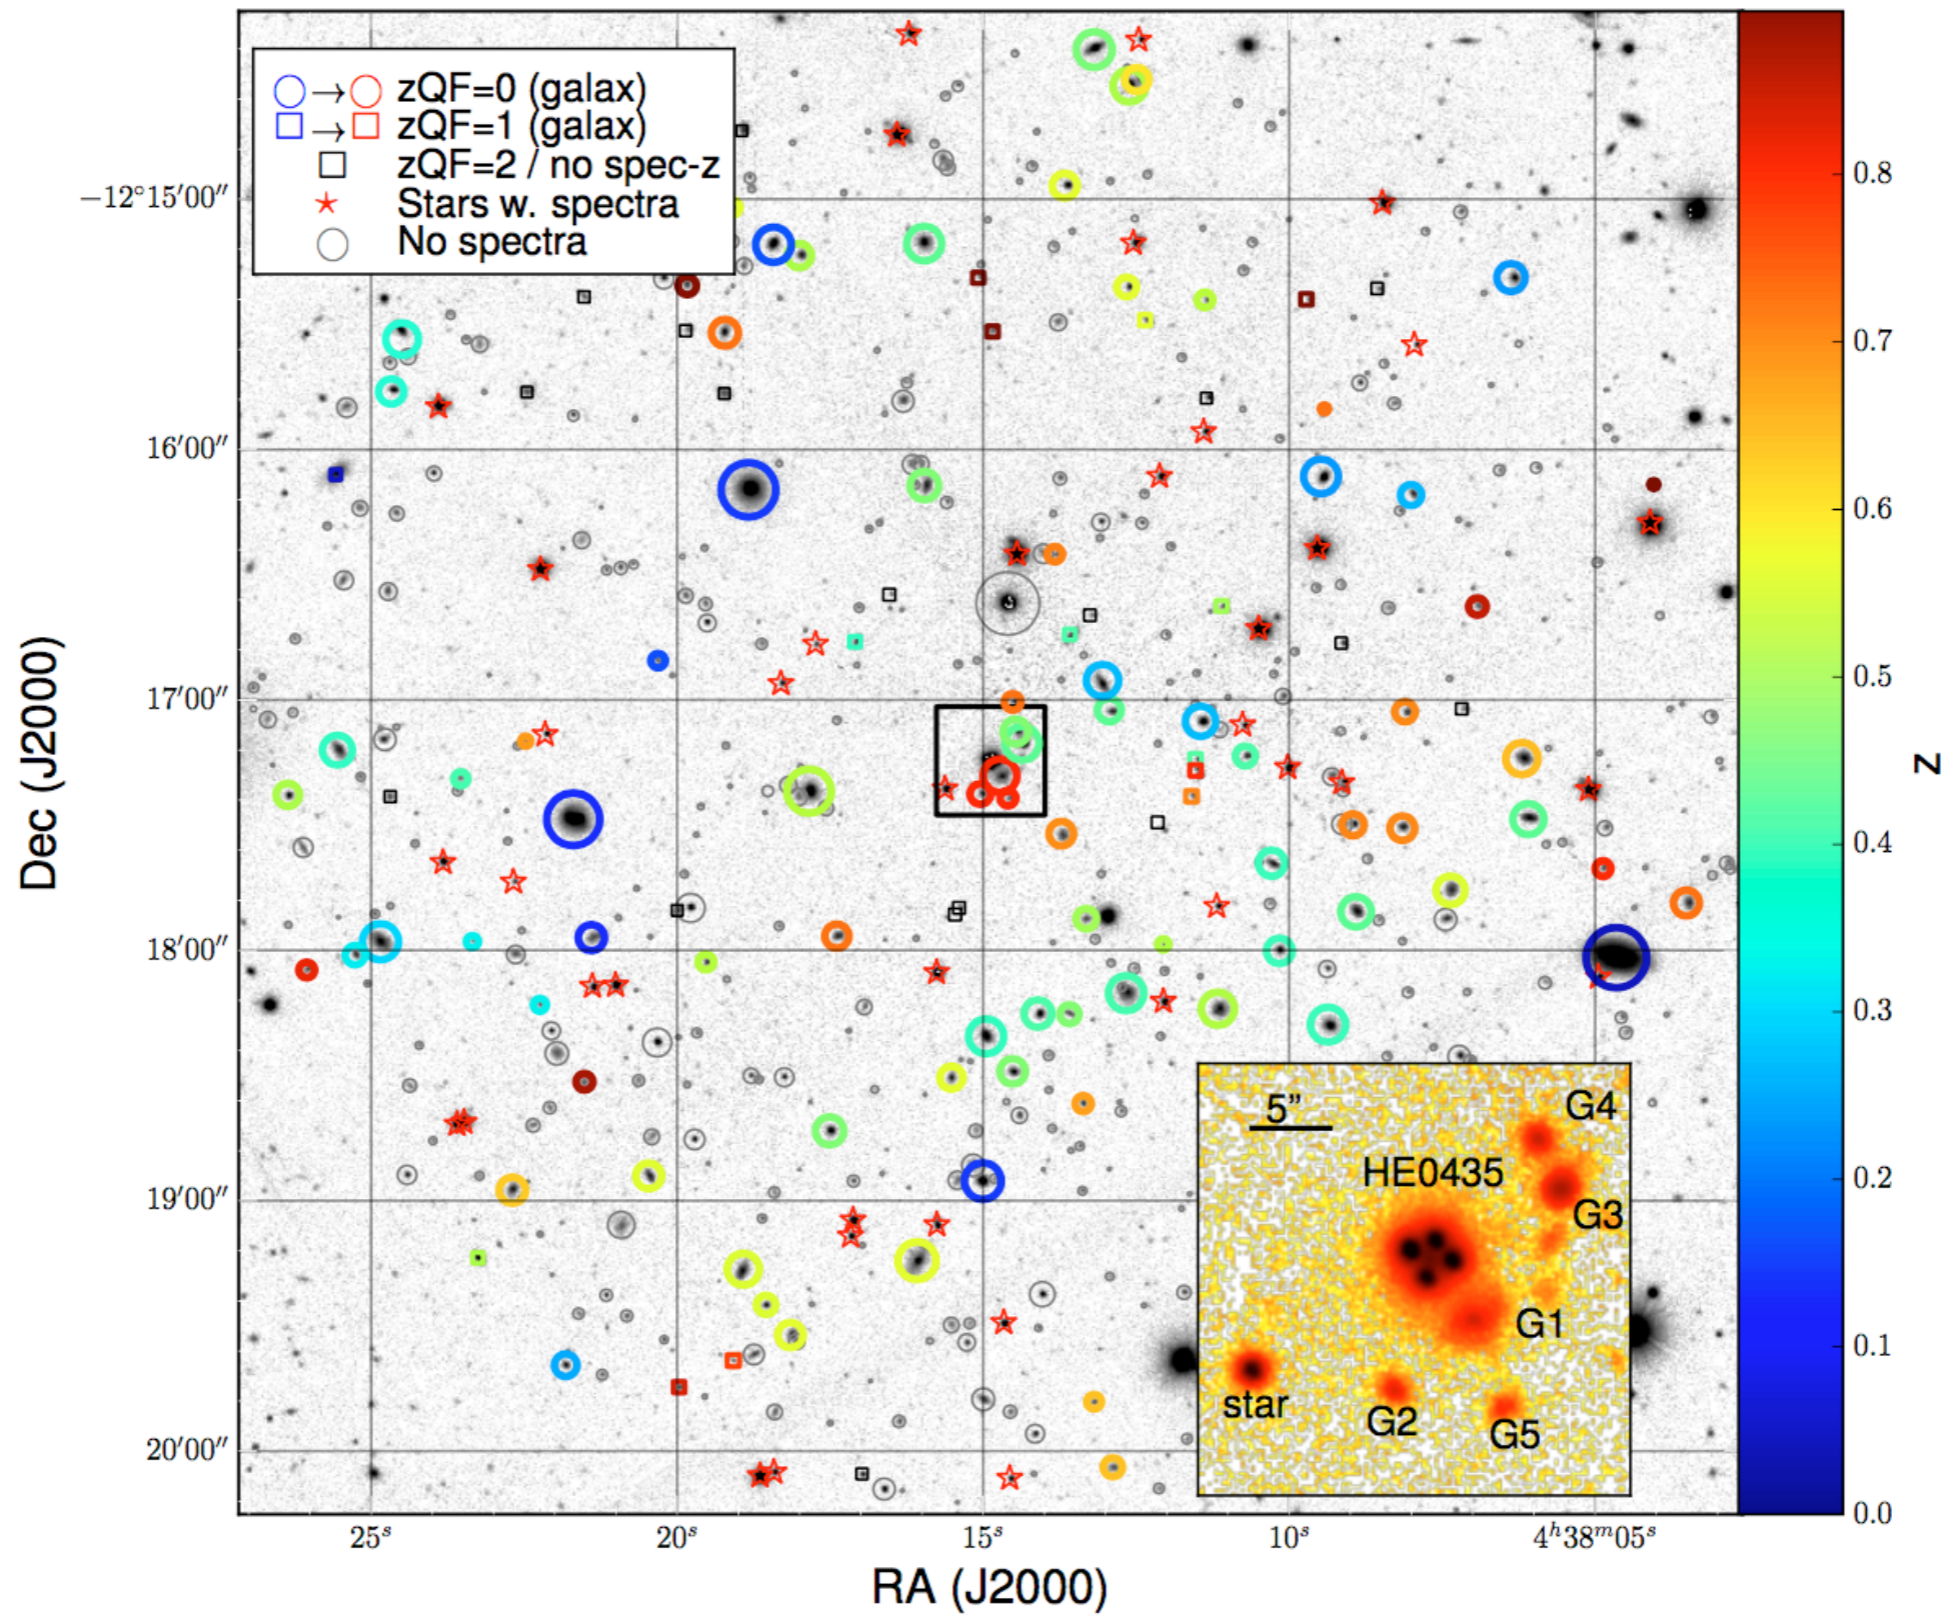 zQF=0 (galax)
zQF=1 (galax)
zQF=2 / no spec-z
Stars w. spectra
No spectra
−12°15′00″
16′00″
17′00″
18′00″
19′00″
20′00″
Dec (J2000)
25ˢ
20ˢ
15ˢ
10ˢ
4ʰ38ᵐ05ˢ
RA (J2000)
5”
G4
HE0435
G3
G1
star
G2
G5
0.8
0.7
0.6
0.5
0.4
0.3
0.2
0.1
0.0
z